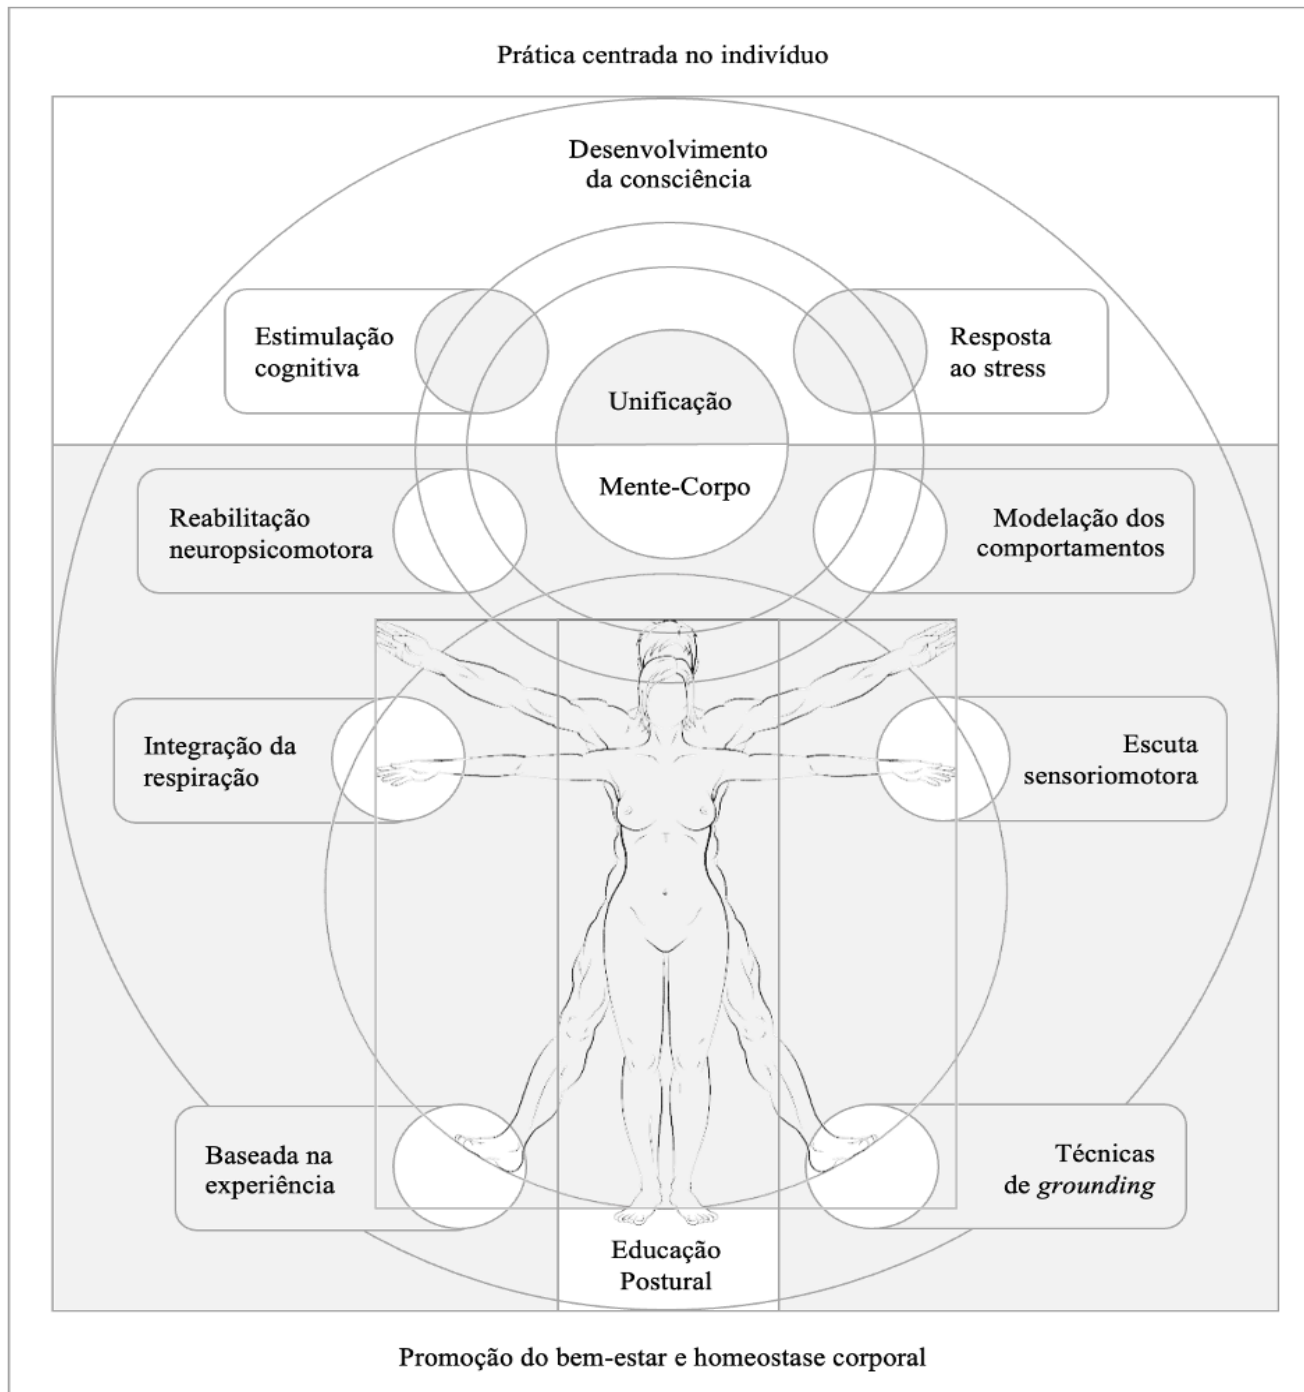 Prática centrada no indivíduo
Desenvolvimento
da consciência
Estimulação
cognitiva
Resposta
ao stress
Unificação
Mente-Corpo
Reabilitação
neuropsicomotora
Modelação dos
comportamentos
Integração da
respiração
Escuta
sensoriomotora
Baseada na
experiência
Técnicas
de grounding
Educação
Postural
Promoção do bem-estar e homeostase corporal